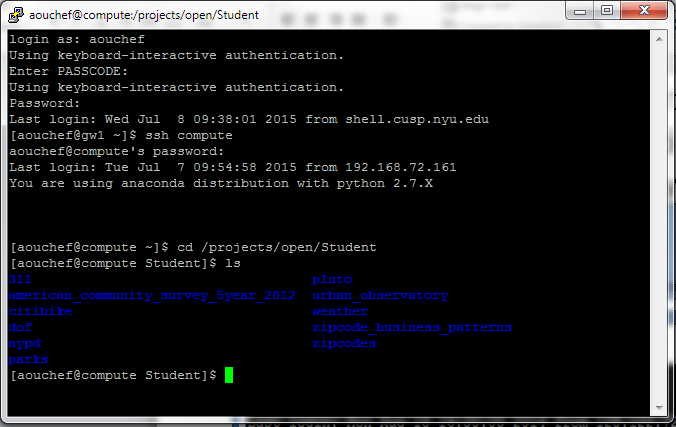 aouchef@compute:/projects/open/Student
login as: aouchef
Using keyboard-interactive authentication.
Enter PASSCODE:
Using keyboard-interactive authentication.
Password:
Last login: Wed Jul  8 09:38:01 2015 from shell.cusp.nyu.edu
[aouchef@gw1 ~]$ ssh compute
aouchef@compute's password:
Last login: Tue Jul  7 09:54:58 2015 from 192.168.72.161
You are using anaconda distribution with python 2.7.X
[aouchef@compute ~]$ cd /projects/open/Student
[aouchef@compute Student]$ ls
311 pluto
american_community_survey_5year_2012 urban_observatory
citibike weather
dof zipcode_business_patterns
nypd zipcodes
parks
[aouchef@compute Student]$